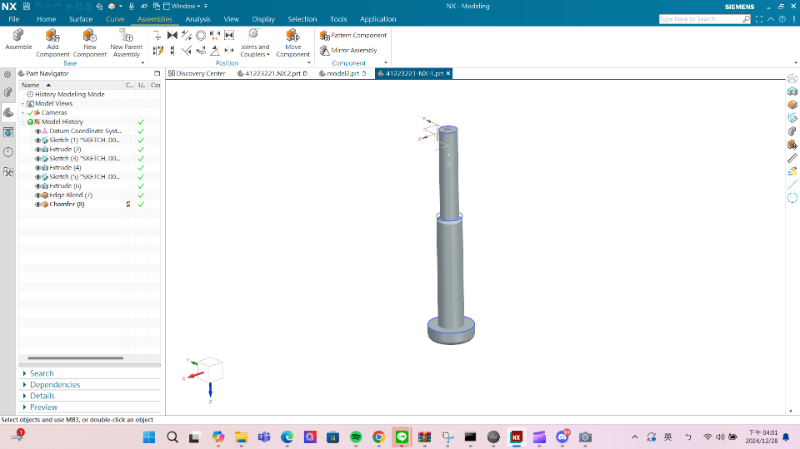 NX
Window
NX - Modeling
SIEMENS
File
Home
Surface
Curve
Assemblies
Analysis
View
Display
Selection
Tools
Application
Type Here to Search
Assemble
Add Component
New Component
New Parent Assembly
Joints and Couplers
Move Component
Pattern Component
Mirror Assembly
Base
Position
Component
Part Navigator
Discovery Center
41223221,NX,2.prt
model2.prt
41223221-NX-1.prt
Name
C...
U...
Co
History Modeling Mode
Model Views
Cameras
Model History
Datum Coordinate Syst...
Sketch (1) "SKETCH_00...
Extrude (2)
Sketch (3) "SKETCH_00...
Extrude (4)
Sketch (5) "SKETCH_00...
Extrude (6)
Edge Blend (7)
Chamfer (8)
Y
X
Y
X
Z
Search
Dependencies
Details
Preview
Select objects and use MB3, or double-click an object
1
NX
英
下午 04:01
2024/12/28